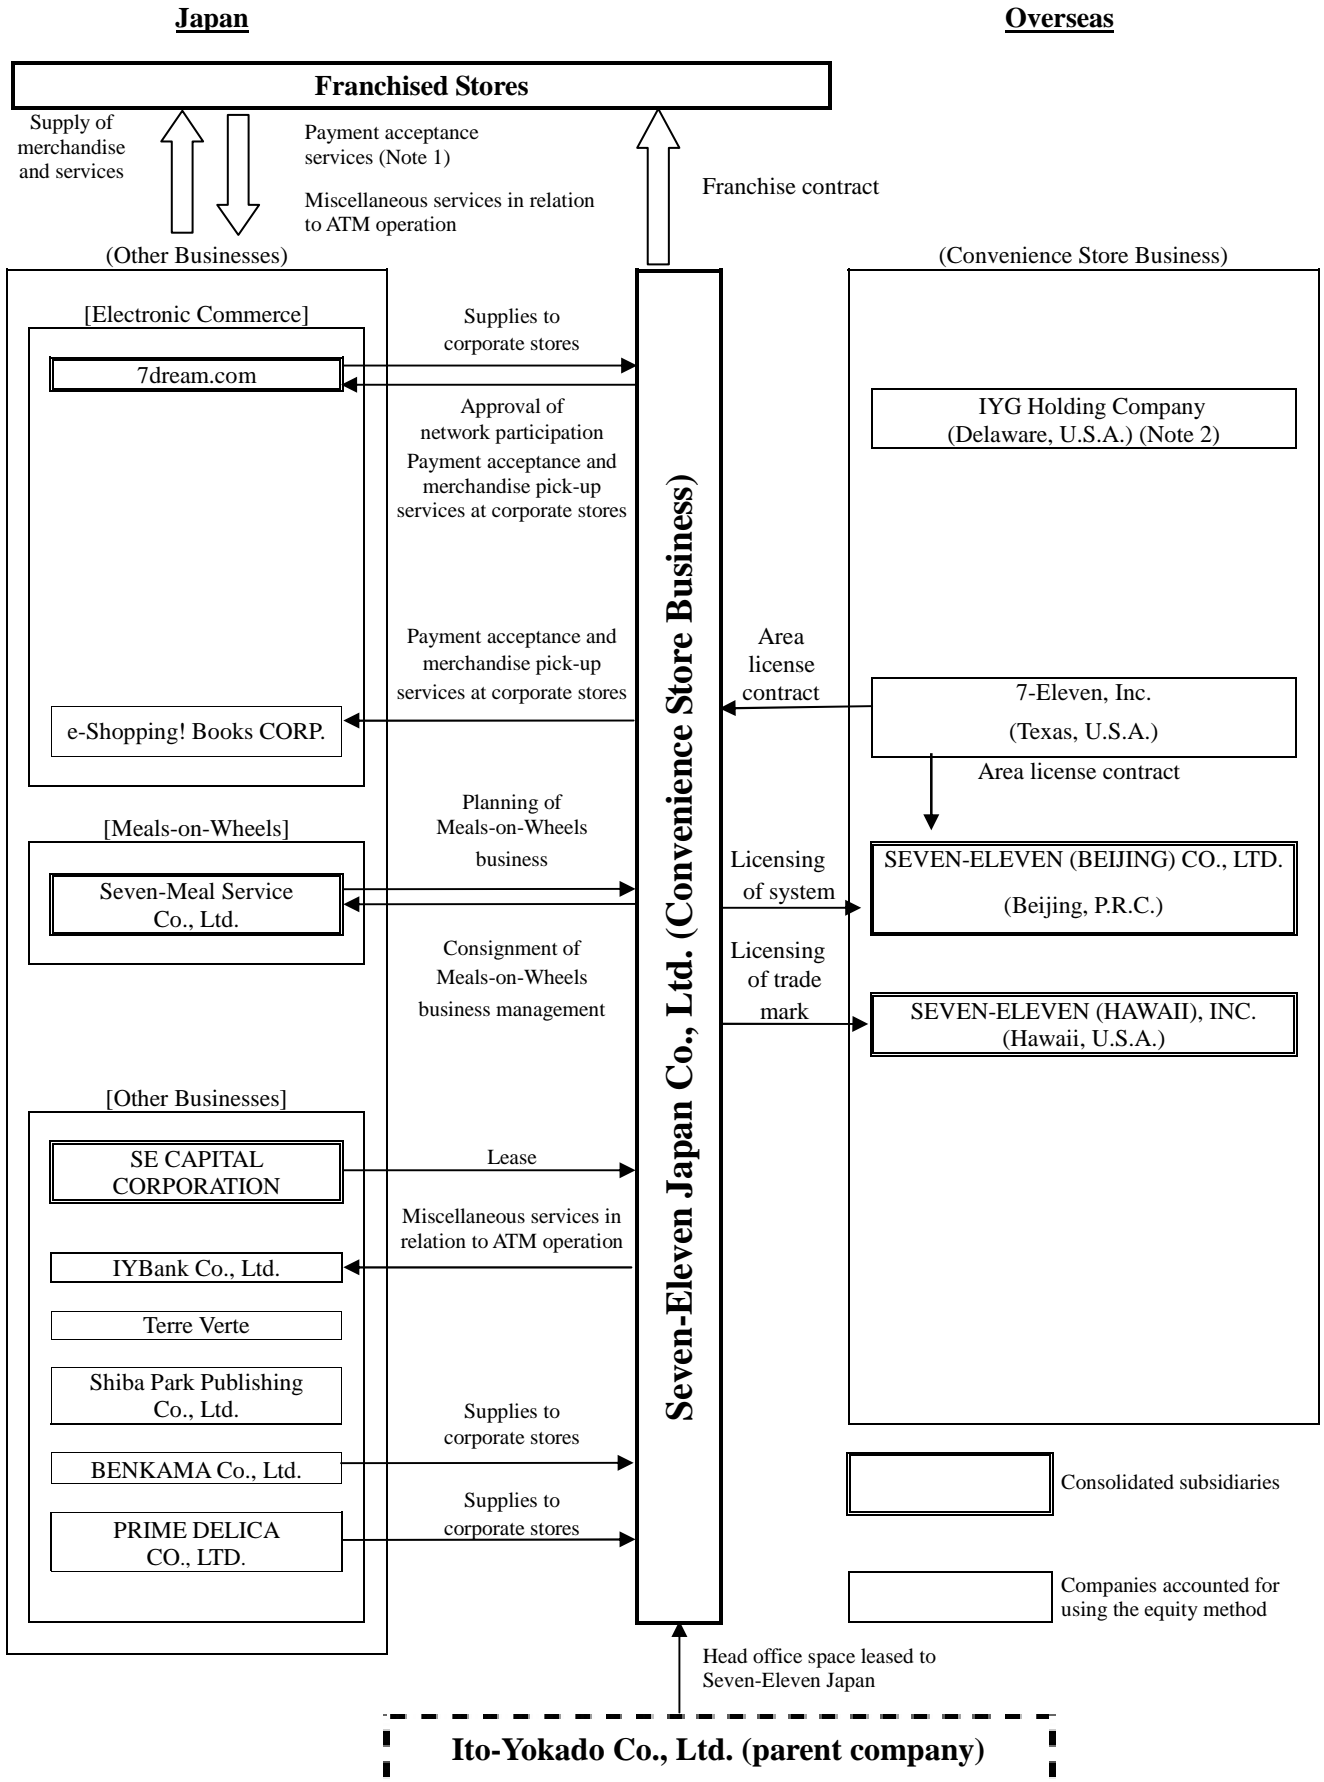 Japan
Overseas
Franchised Stores
Supply of
merchandise
and services
Payment acceptance
services (Note 1)
Miscellaneous services in relation
to ATM operation
Franchise contract
(Other Businesses)
(Convenience Store Business)
[Electronic Commerce]
7dream.com
Supplies to
corporate stores
Approval of
network participation
Payment acceptance and
merchandise pick-up
services at corporate stores
IYG Holding Company
(Delaware, U.S.A.) (Note 2)
Payment acceptance and
merchandise pick-up
services at corporate stores
e-Shopping! Books CORP.
Seven-Eleven Japan Co., Ltd. (Convenience Store Business)
Area
license
contract
7-Eleven, Inc.
(Texas, U.S.A.)
Area license contract
[Meals-on-Wheels]
Seven-Meal Service
Co., Ltd.
Planning of
Meals-on-Wheels
business
Consignment of
Meals-on-Wheels
business management
Licensing
of system
SEVEN-ELEVEN (BEIJING) CO., LTD.
(Beijing, P.R.C.)
Licensing
of trade
mark
SEVEN-ELEVEN (HAWAII), INC.
(Hawaii, U.S.A.)
[Other Businesses]
SE CAPITAL
CORPORATION
Lease
Miscellaneous services in
relation to ATM operation
IYBank Co., Ltd.
Terre Verte
Shiba Park Publishing
Co., Ltd.
Supplies to
corporate stores
BENKAMA Co., Ltd.
Supplies to
corporate stores
PRIME DELICA
CO., LTD.
Consolidated subsidiaries
Companies accounted for
using the equity method
Head office space leased to
Seven-Eleven Japan
Ito-Yokado Co., Ltd. (parent company)